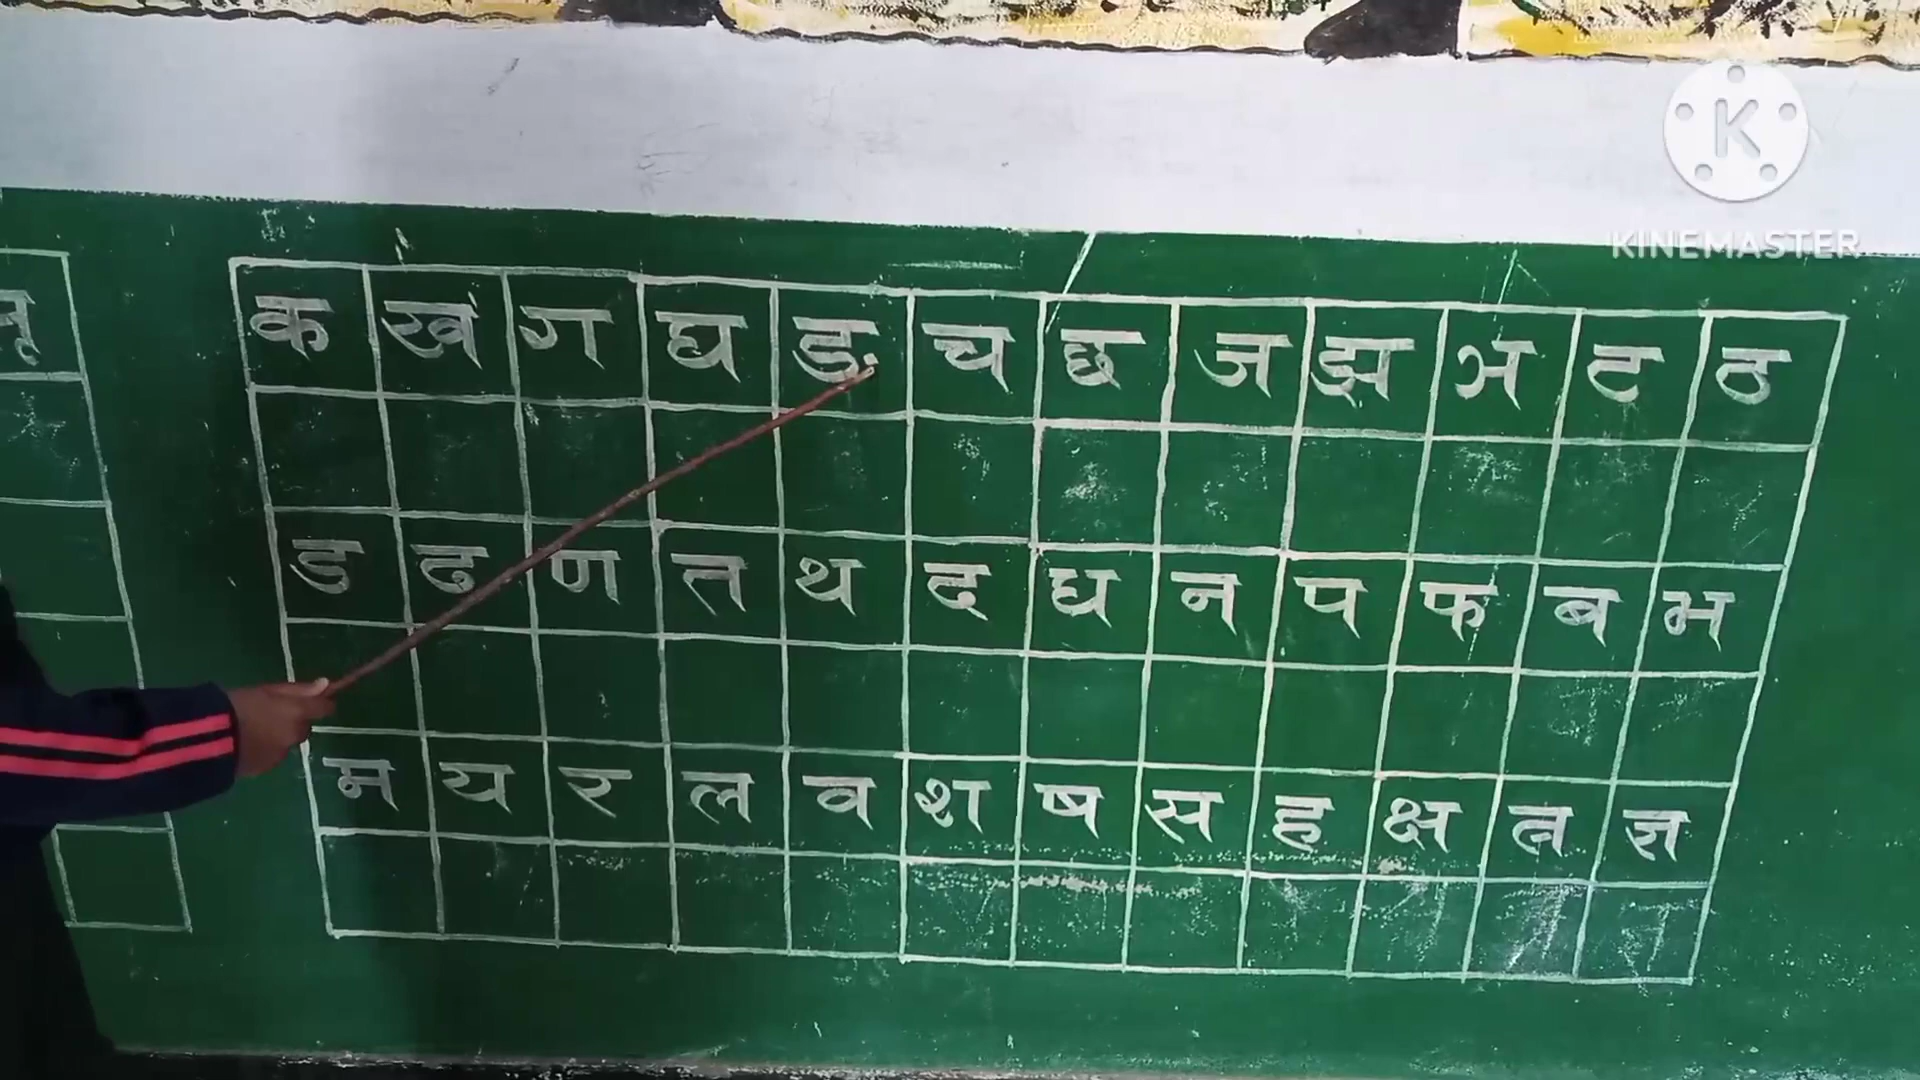 K
KINEMASTER
क ख ग घ ङ च छ ज झ ञ ट ठ
ड ढ ण त थ द ध न प फ ब भ
म य र ल व श ष स ह क्ष त्र ज्ञ